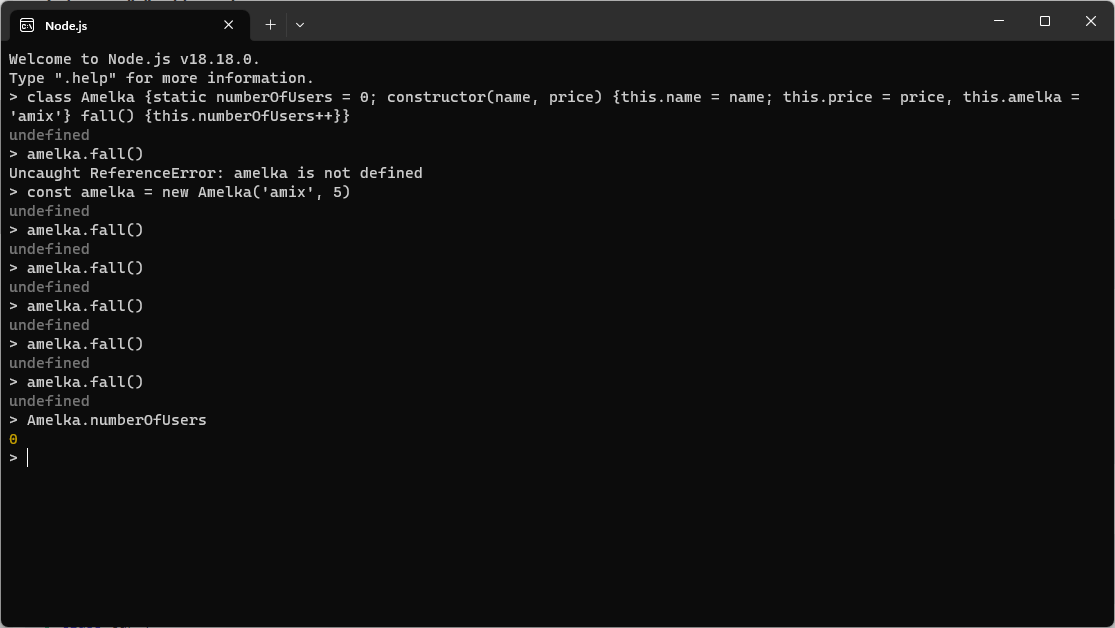 Node.js
Welcome to Node.js v18.18.0.
Type ".help" for more information.
> class Amelka {static numberOfUsers = 0; constructor(name, price) {this.name = name; this.price = price, this.amelka =
'amix'} fall() {this.numberOfUsers++}}
undefined
> amelka.fall()
Uncaught ReferenceError: amelka is not defined
> const amelka = new Amelka('amix', 5)
undefined
> amelka.fall()
undefined
> amelka.fall()
undefined
> amelka.fall()
undefined
> amelka.fall()
undefined
> amelka.fall()
undefined
> Amelka.numberOfUsers
0
>